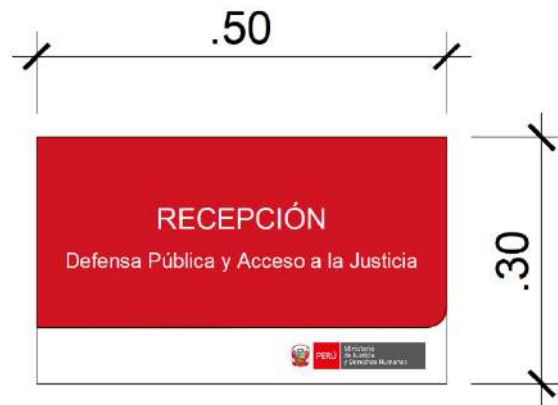 .50
RECEPCIÓN
Defensa Pública y Acceso a la Justicia
.30
PERÚ
Ministerio
de Justicia
y Derechos Humanos